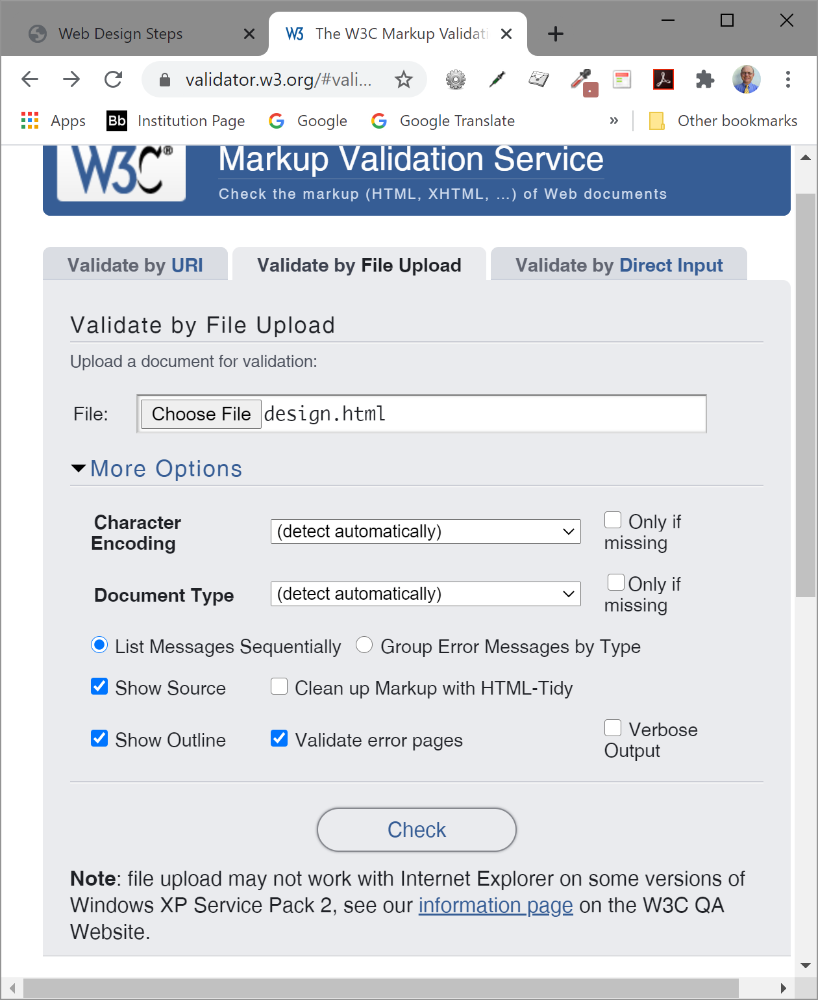 Web Design Steps
W3 The W3C Markup Validati
validator.w3.org/#vali...
Apps Bb Institution Page Google Google Translate » Other bookmarks
W3C® Markup Validation Service
Check the markup (HTML, XHTML, ...) of Web documents
Validate by URI Validate by File Upload Validate by Direct Input
Validate by File Upload
Upload a document for validation:
File: Choose File design.html
More Options
Character Encoding (detect automatically) Only if missing
Document Type (detect automatically) Only if missing
List Messages Sequentially Group Error Messages by Type
Show Source Clean up Markup with HTML-Tidy
Show Outline Validate error pages Verbose Output
Check
Note: file upload may not work with Internet Explorer on some versions of
Windows XP Service Pack 2, see our information page on the W3C QA
Website.